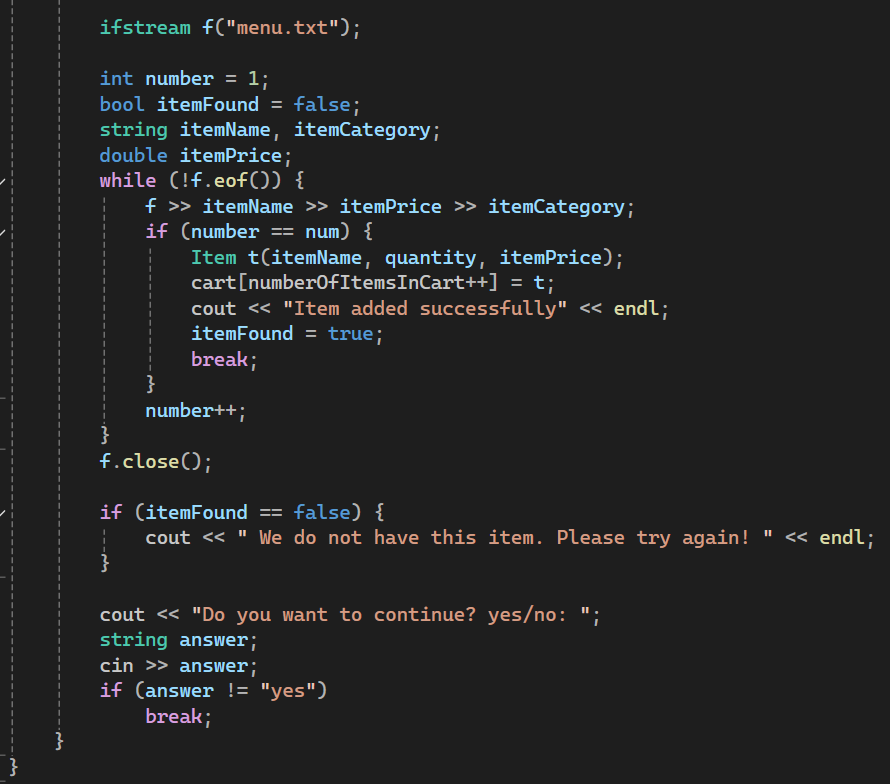 ifstream f("menu.txt");
int number = 1;
bool itemFound = false;
string itemName, itemCategory;
double itemPrice;
while (!f.eof()) {
f >> itemName >> itemPrice >> itemCategory;
if (number == num) {
Item t(itemName, quantity, itemPrice);
cart[numberOfItemsInCart++] = t;
cout << "Item added successfully" << endl;
itemFound = true;
break;
}
number++;
}
f.close();
if (itemFound == false) {
cout << " We do not have this item. Please try again! " << endl;
}
cout << "Do you want to continue? yes/no: ";
string answer;
cin >> answer;
if (answer != "yes")
break;
}
}